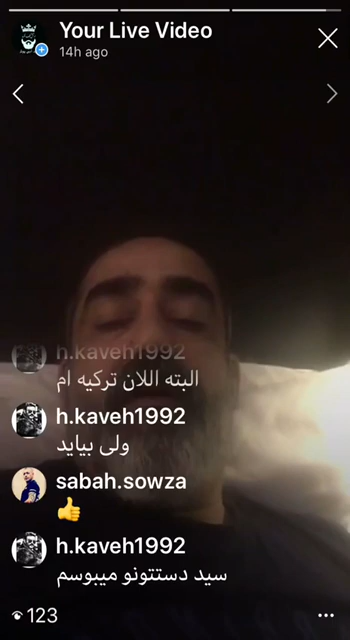 Your Live Video
14h ago
h.kaveh1992
البته اللان ترکیه ام
h.kaveh1992
ولی بیاید
sabah.sowza
👍
h.kaveh1992
سید دستتونو میبوسم
123